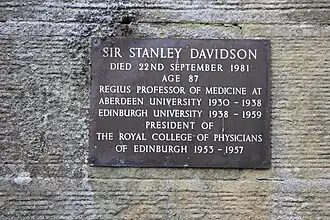 SIR STANLEY DAVIDSON
DIED 22ND SEPTEMBER 1981
AGE 87
REGIUS PROFESSOR OF MEDICINE AT
ABERDEEN UNIVERSITY 1930 - 1938
EDINBURGH UNIVERSITY 1938 - 1959
PRESIDENT OF
THE ROYAL COLLEGE OF PHYSICIANS
OF EDINBURGH 1953 - 1957